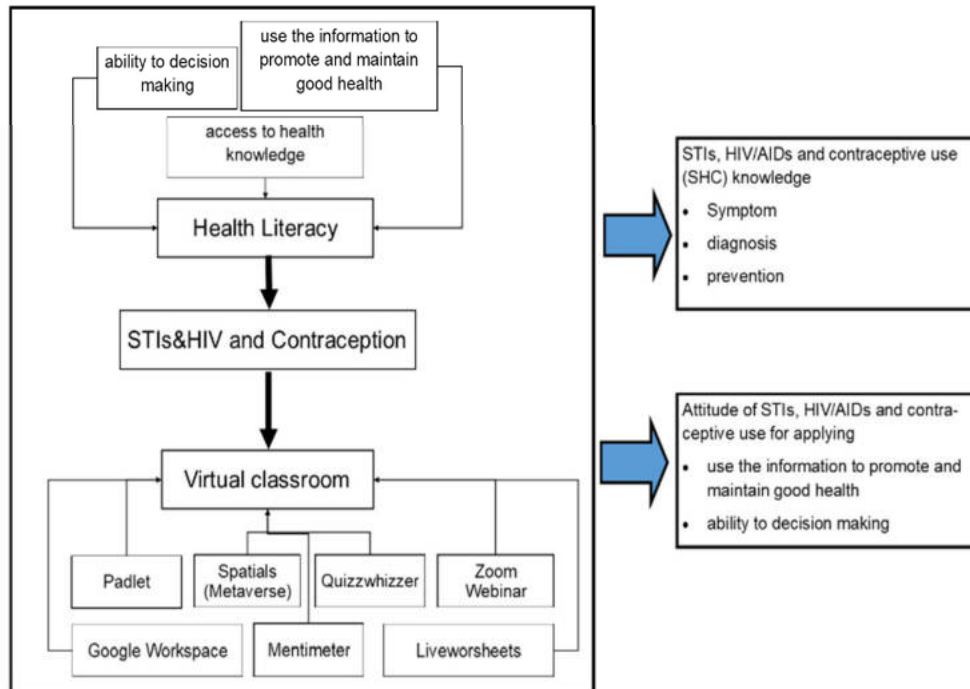 ability to decision
making
use the information to
promote and maintain
good health
access to health
knowledge
Health Literacy
STIs&HIV and Contraception
Virtual classroom
Padlet
Spatials
(Metaverse)
Quizzwhizzer
Zoom
Webinar
Google Workspace
Mentimeter
Liveworsheets
STIs, HIV/AIDs and contraceptive use
(SHC) knowledge
• Symptom
• diagnosis
• prevention
Attitude of STIs, HIV/AIDs and contra-
ceptive use for applying
• use the information to promote and
maintain good health
• ability to decision making